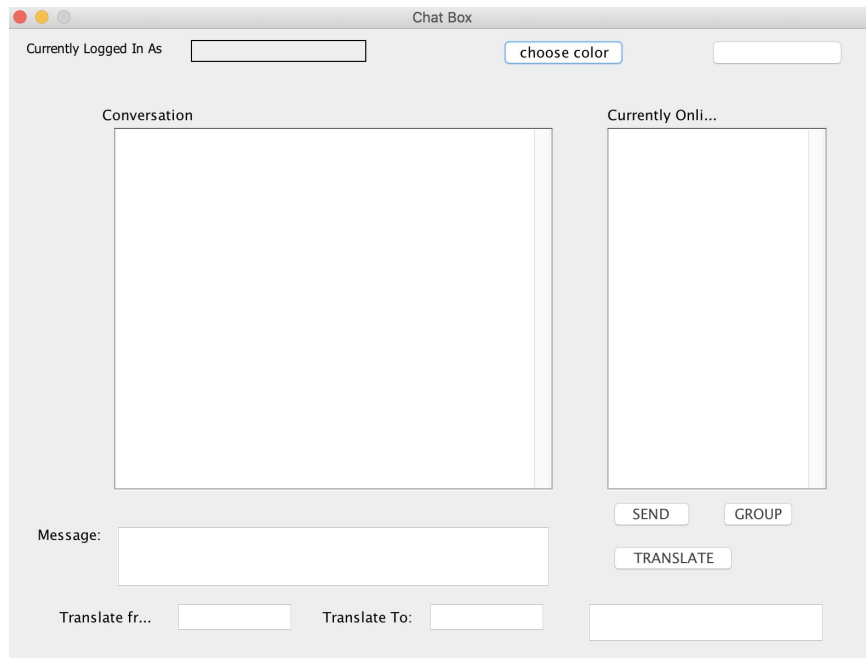 Chat Box
Currently Logged In As
choose color
Conversation
Currently Onli...
SEND
GROUP
Message:
TRANSLATE
Translate fr...
Translate To: